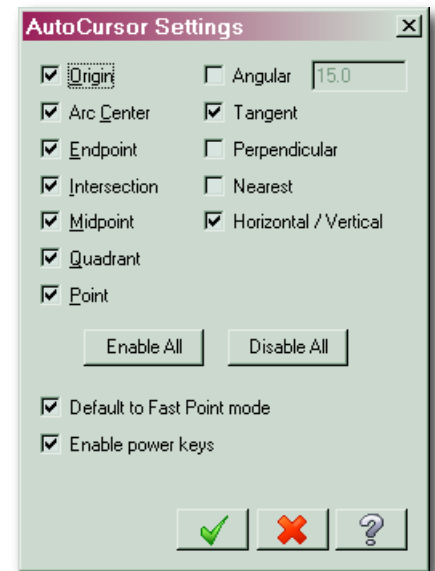 AutoCursor Settings
Origin
Angular 15.0
Arc Center
Tangent
Endpoint
Perpendicular
Intersection
Nearest
Midpoint
Horizontal / Vertical
Quadrant
Point
Enable All
Disable All
Default to Fast Point mode
Enable power keys